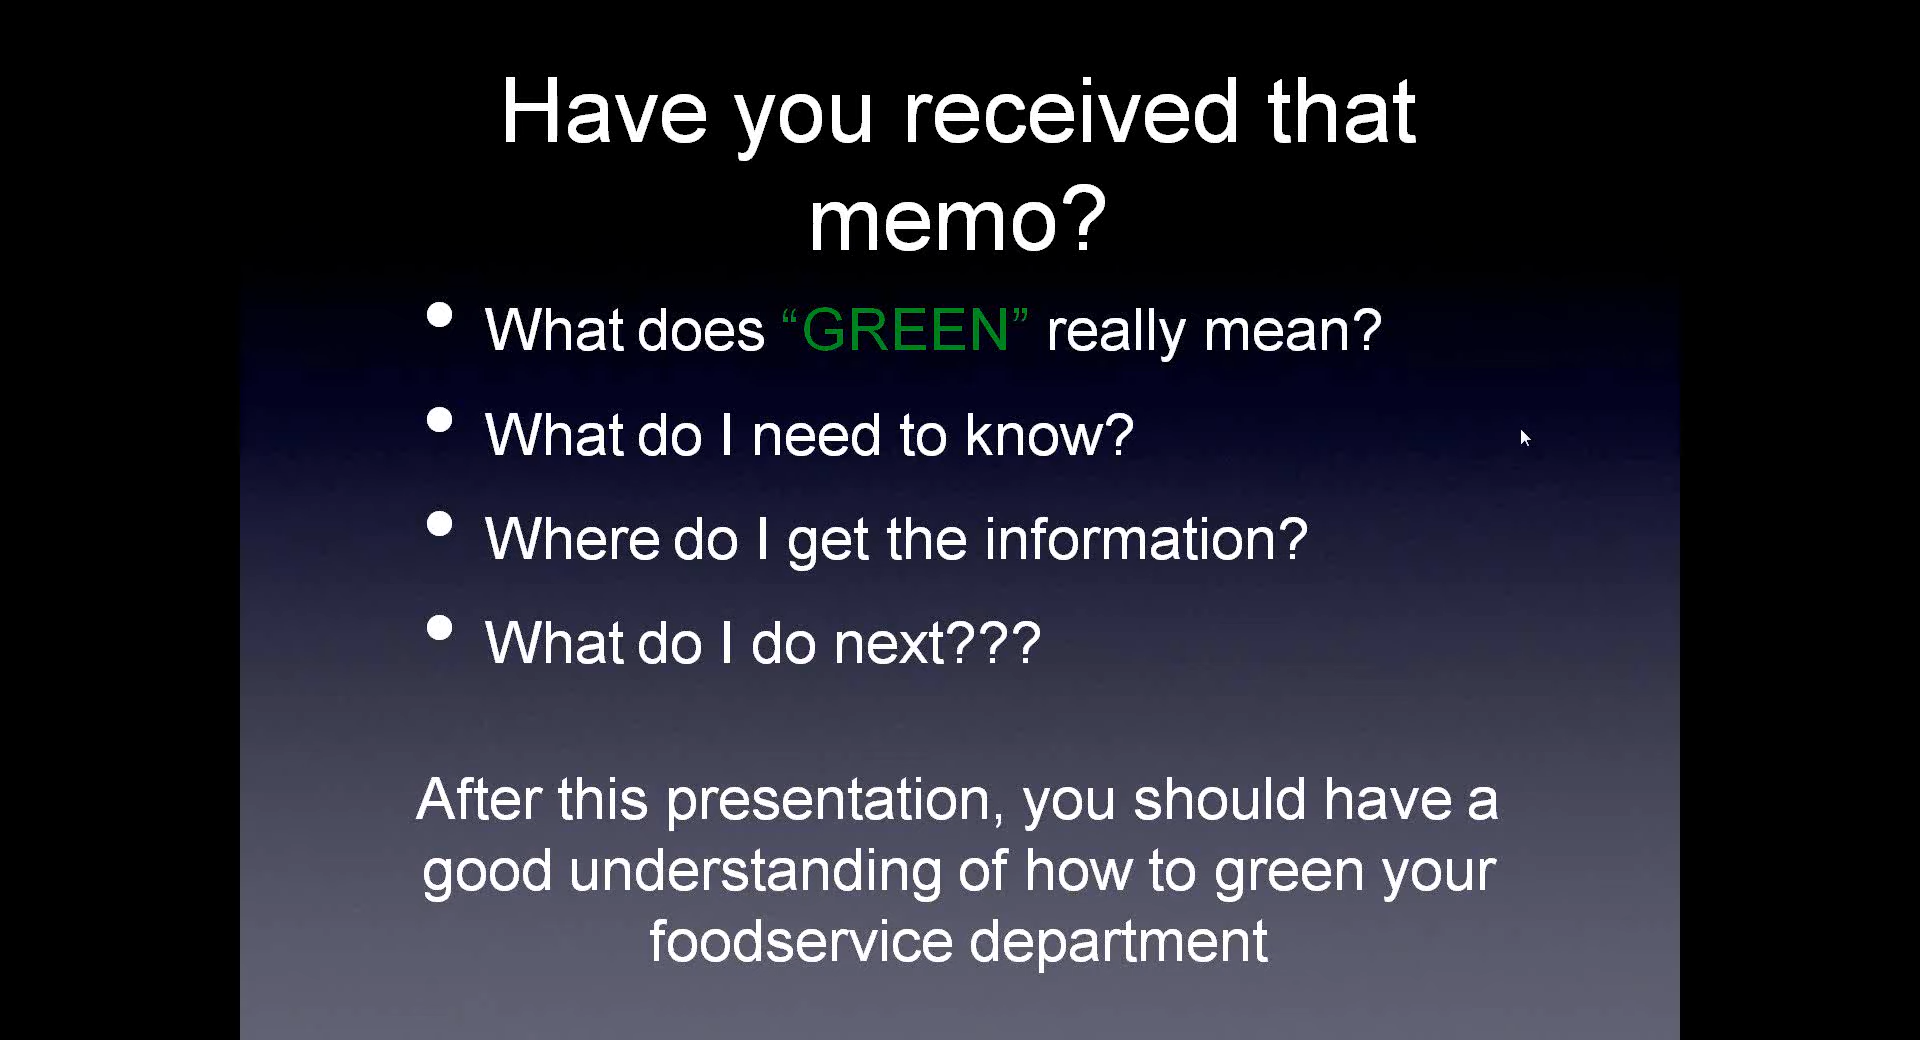 Have you received that
memo?
• What does “GREEN” really mean?
• What do I need to know?
• Where do I get the information?
• What do I do next???
After this presentation, you should have a
good understanding of how to green your
foodservice department